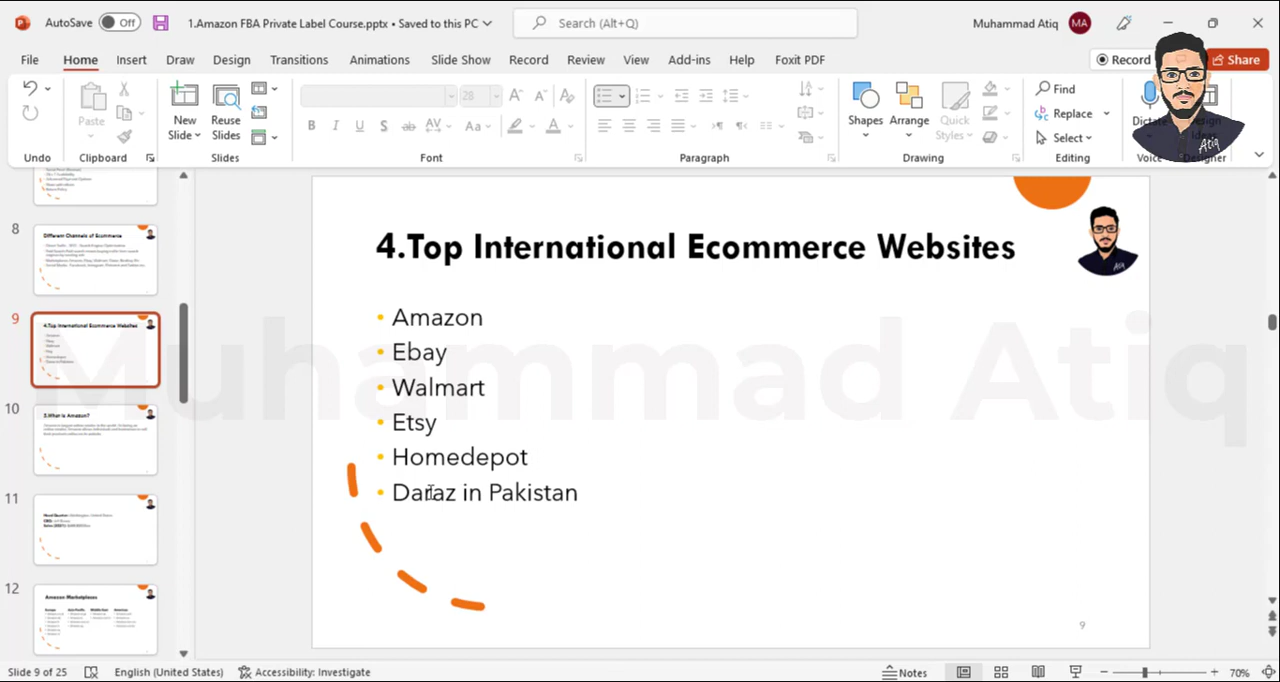 AutoSave Off 1.Amazon FBA Private Label Course.pptx • Saved to this PC Search (Alt+Q) Muhammad Atiq MA
File Home Insert Draw Design Transitions Animations Slide Show Record Review View Add-ins Help Foxit PDF Record Share
28
Paste New Slide Reuse Slides Shapes Arrange Quick Styles Find Replace Select Dictate
Undo Clipboard Slides Font Paragraph Drawing Editing Voice Designer
Atiq
8
Different Channels of Ecommerce
9
4.Top International Ecommerce Websites
10
5.What is Amazon?
11
12
Amazon Marketplaces
4.Top International Ecommerce Websites
Atiq
• Amazon
• Ebay
• Walmart
• Etsy
• Homedepot
• Daraz in Pakistan
9
Muhammad Atiq
Slide 9 of 25 English (United States) Accessibility: Investigate Notes 70%